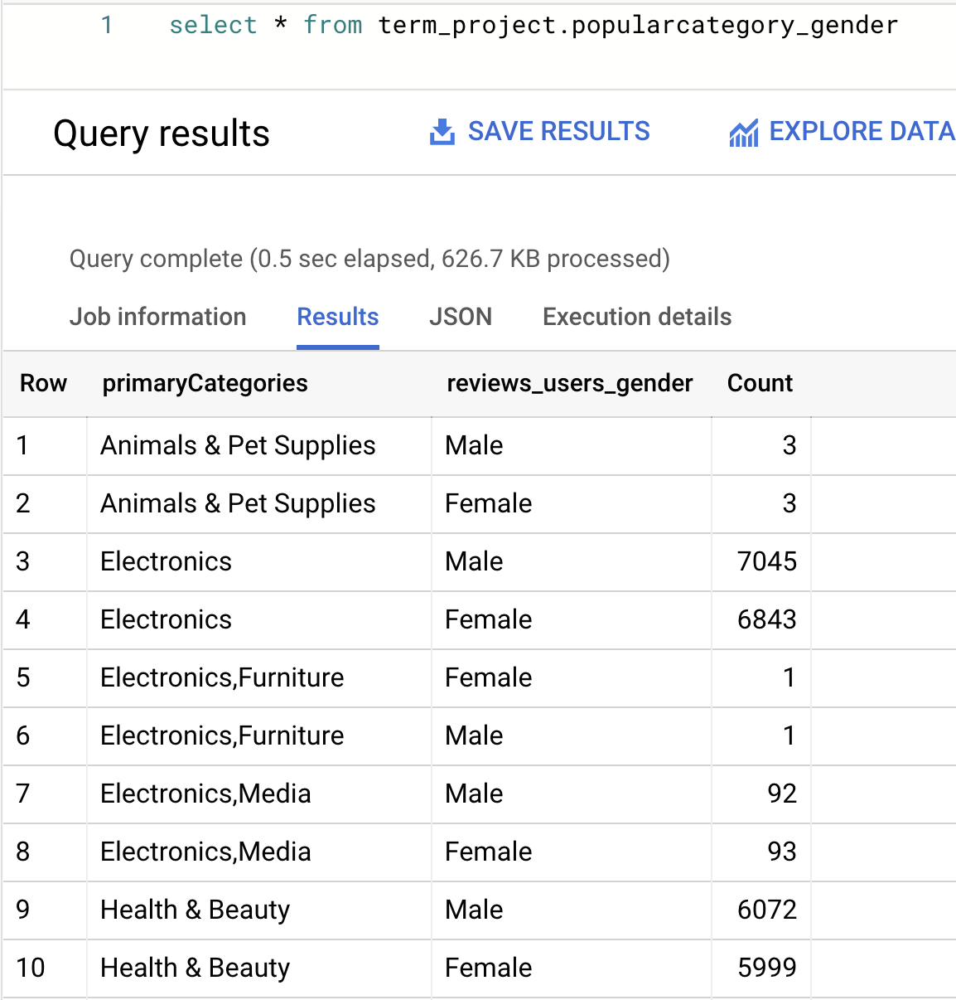 1 select * from term_project.popularcategory_gender
Query results SAVE RESULTS EXPLORE DATA
Query complete (0.5 sec elapsed, 626.7 KB processed)
Job information Results JSON Execution details
Row primaryCategories reviews_users_gender Count
1 Animals & Pet Supplies Male 3
2 Animals & Pet Supplies Female 3
3 Electronics Male 7045
4 Electronics Female 6843
5 Electronics,Furniture Female 1
6 Electronics,Furniture Male 1
7 Electronics,Media Male 92
8 Electronics,Media Female 93
9 Health & Beauty Male 6072
10 Health & Beauty Female 5999